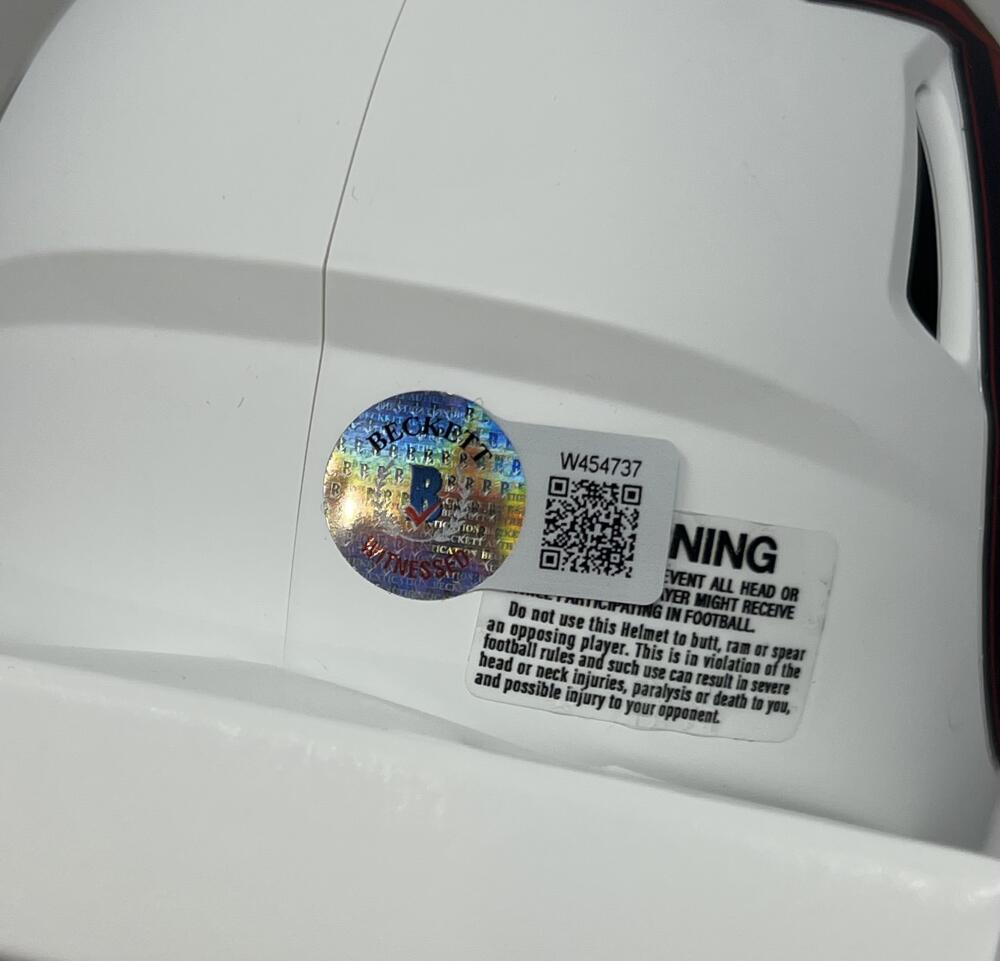 BECKETT
B
WITNESSED
W454737
NING
EVENT ALL HEAD OR
PARTICIPATING IN FOOTBALL.
AYER MIGHT RECEIVE
Do not use this Helmet to butt, ram or spear
an opposing player. This is in violation of the
football rules and such use can result in severe
head or neck injuries, paralysis or death to you,
and possible injury to your opponent.